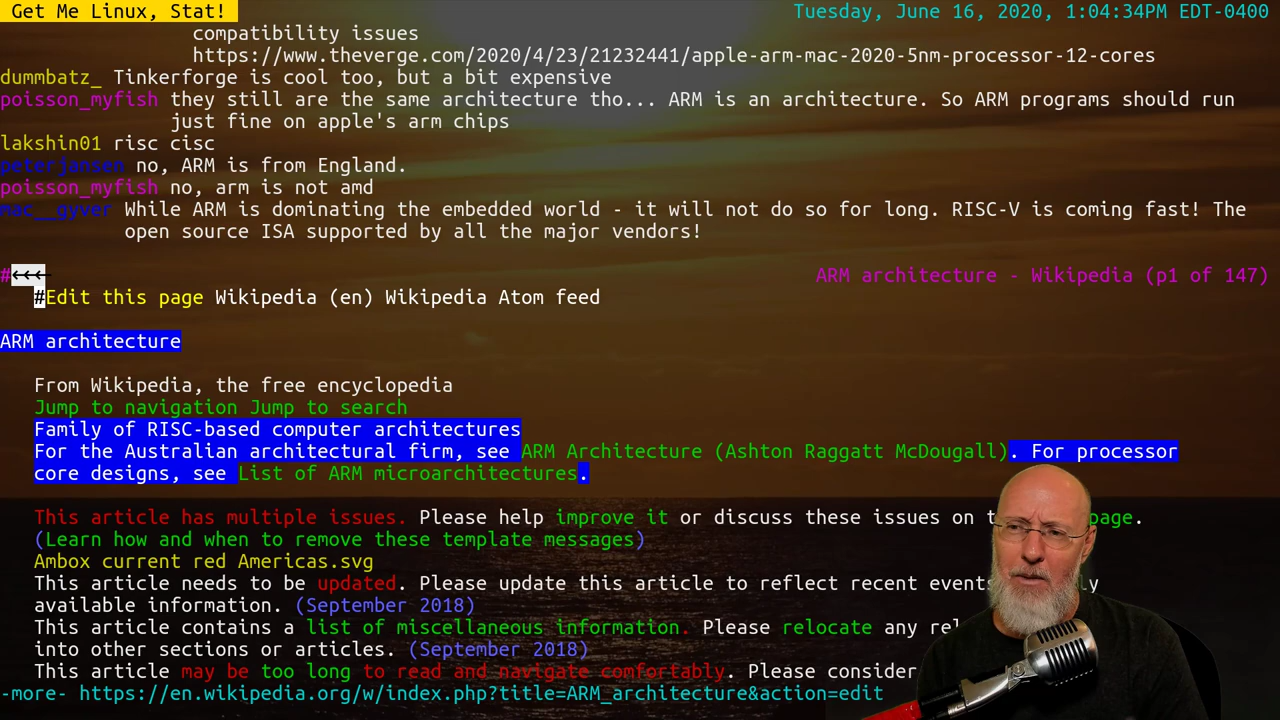 Get Me Linux, Stat!
Tuesday, June 16, 2020, 1:04:34PM EDT-0400
compatibility issues
https://www.theverge.com/2020/4/23/21232441/apple-arm-mac-2020-5nm-processor-12-cores
dummbatz_ Tinkerforge is cool too, but a bit expensive
poisson_myfish they still are the same architecture tho... ARM is an architecture. So ARM programs should run
just fine on apple's arm chips
lakshin01 risc cisc
peterjansen no, ARM is from England.
poisson_myfish no, arm is not amd
mac__gyver While ARM is dominating the embedded world - it will not do so for long. RISC-V is coming fast! The
open source ISA supported by all the major vendors!
#<<< ARM architecture - Wikipedia (p1 of 147)
#Edit this page Wikipedia (en) Wikipedia Atom feed
ARM architecture
From Wikipedia, the free encyclopedia
Jump to navigation Jump to search
Family of RISC-based computer architectures
For the Australian architectural firm, see ARM Architecture (Ashton Raggatt McDougall). For processor
core designs, see List of ARM microarchitectures.
This article has multiple issues. Please help improve it or discuss these issues on page.
(Learn how and when to remove these template messages)
Ambox current red Americas.svg
This article needs to be updated. Please update this article to reflect recent events
available information. (September 2018)
This article contains a list of miscellaneous information. Please relocate any
into other sections or articles. (September 2018)
This article may be too long to read and navigate comfortably. Please consider
-more- https://en.wikipedia.org/w/index.php?title=ARM_architecture&action=edit